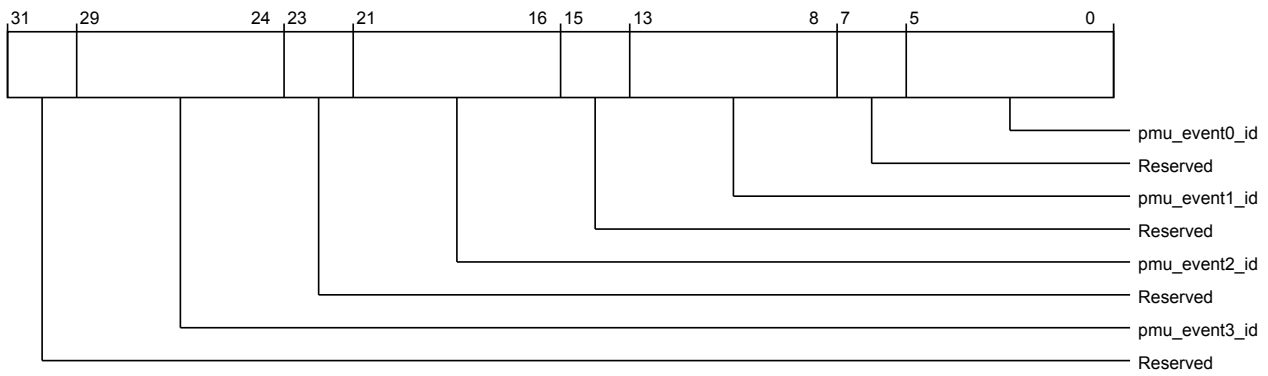 31 29 24 23 21 16 15 13 8 7 5 0
pmu_event0_id
Reserved
pmu_event1_id
Reserved
pmu_event2_id
Reserved
pmu_event3_id
Reserved